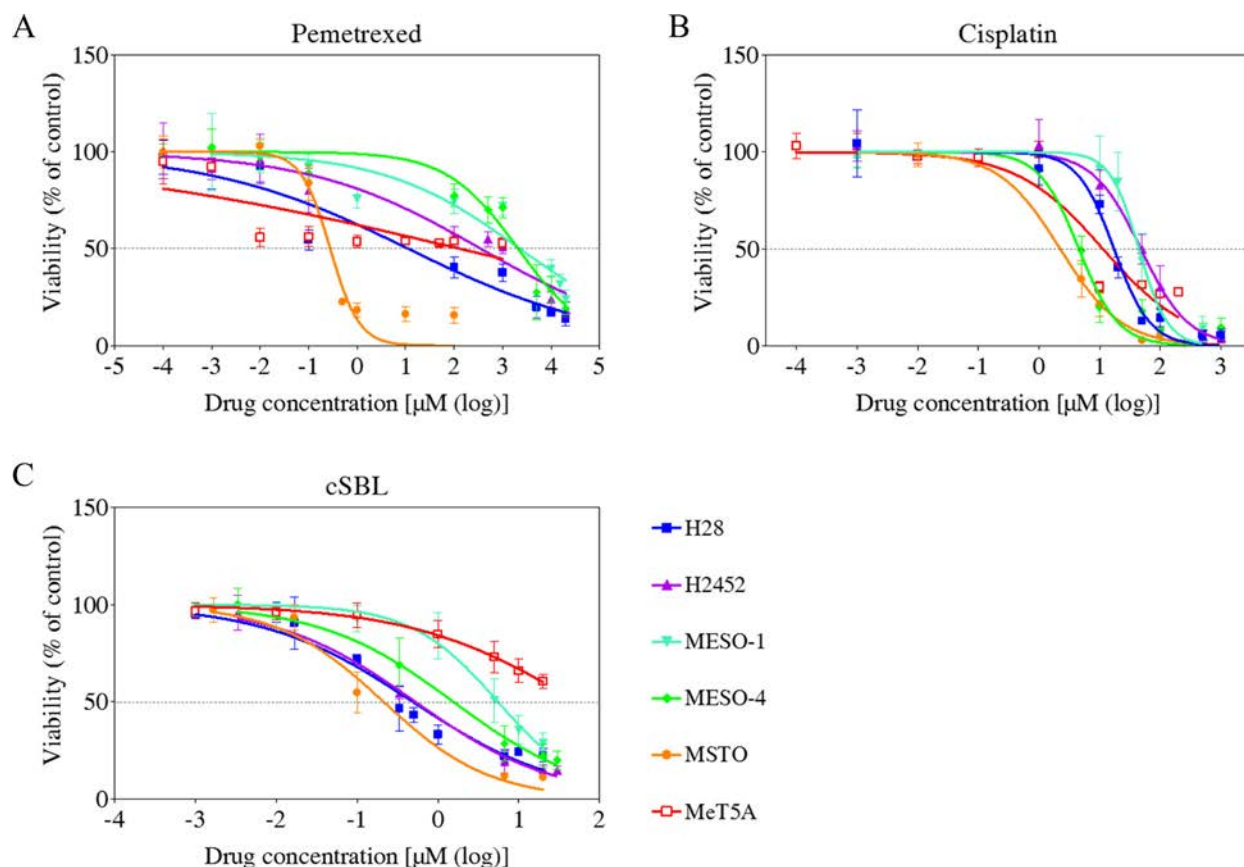 A
Pemetrexed
150
100
50
0
Viability (% of control)
-5 -4 -3 -2 -1 0 1 2 3 4 5
Drug concentration [µM (log)]
B
Cisplatin
150
100
50
0
Viability (% of control)
-4 -3 -2 -1 0 1 2 3
Drug concentration [µM (log)]
C
cSBL
150
100
50
0
Viability (% of control)
-4 -3 -2 -1 0 1 2
Drug concentration [µM (log)]
H28
H2452
MESO-1
MESO-4
MSTO
MeT5A